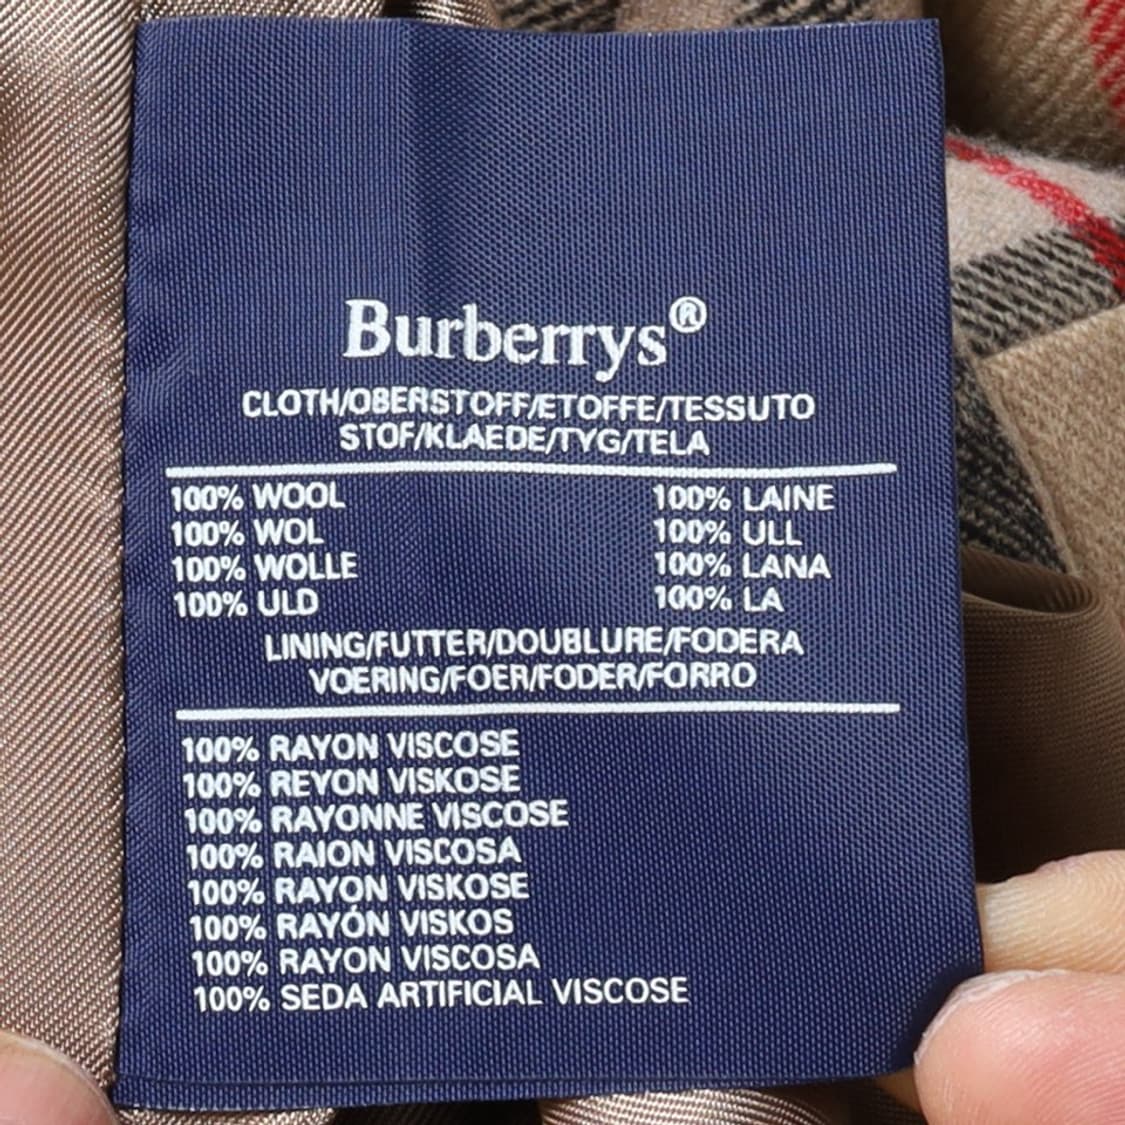 Burberrys®
CLOTH/OBERSTOFF/ETOFFE/TESSUTO
STOF/KLAEDE/TYG/TELA
100% WOOL 100% LAINE
100% WOL 100% ULL
100% WOLLE 100% LANA
100% ULD 100% LA
LINING/FUTTER/DOUBLURE/FODERA
VOERING/FOER/FODER/FORRO
100% RAYON VISCOSE
100% REYON VISKOSE
100% RAYONNE VISCOSE
100% RAION VISCOSA
100% RAYON VISKOSE
100% RAYÓN VISKOS
100% RAYON VISCOSA
100% SEDA ARTIFICIAL VISCOSE